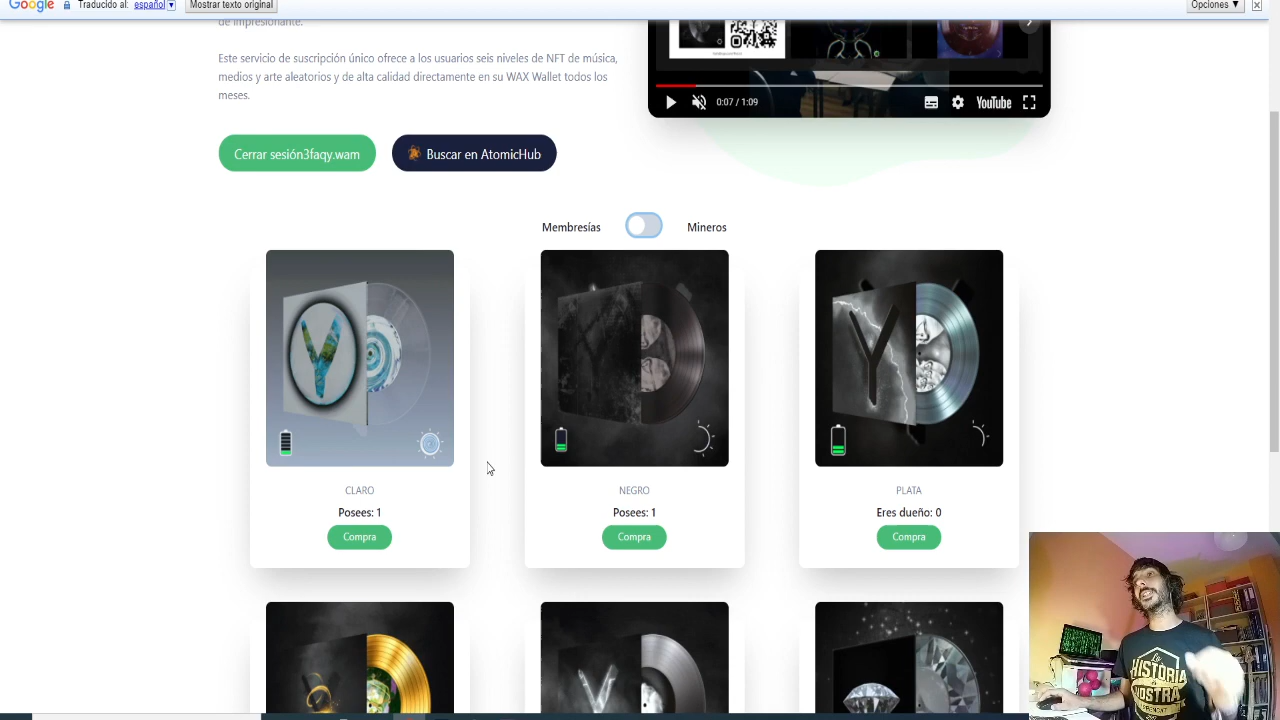 Google Traducido al: español Mostrar texto original Opciones ▼
de impresionante.
Este servicio de suscripción único ofrece a los usuarios seis niveles de NFT de música,
medios y arte aleatorios y de alta calidad directamente en su WAX Wallet todos los
meses.
0:07 / 1:09 YouTube
Cerrar sesión3faqy.wam Buscar en AtomicHub
Membresías Mineros
Y
Y
CLARO
Posees: 1
Compra
NEGRO
Posees: 1
Compra
PLATA
Eres dueño: 0
Compra
HISTORIA